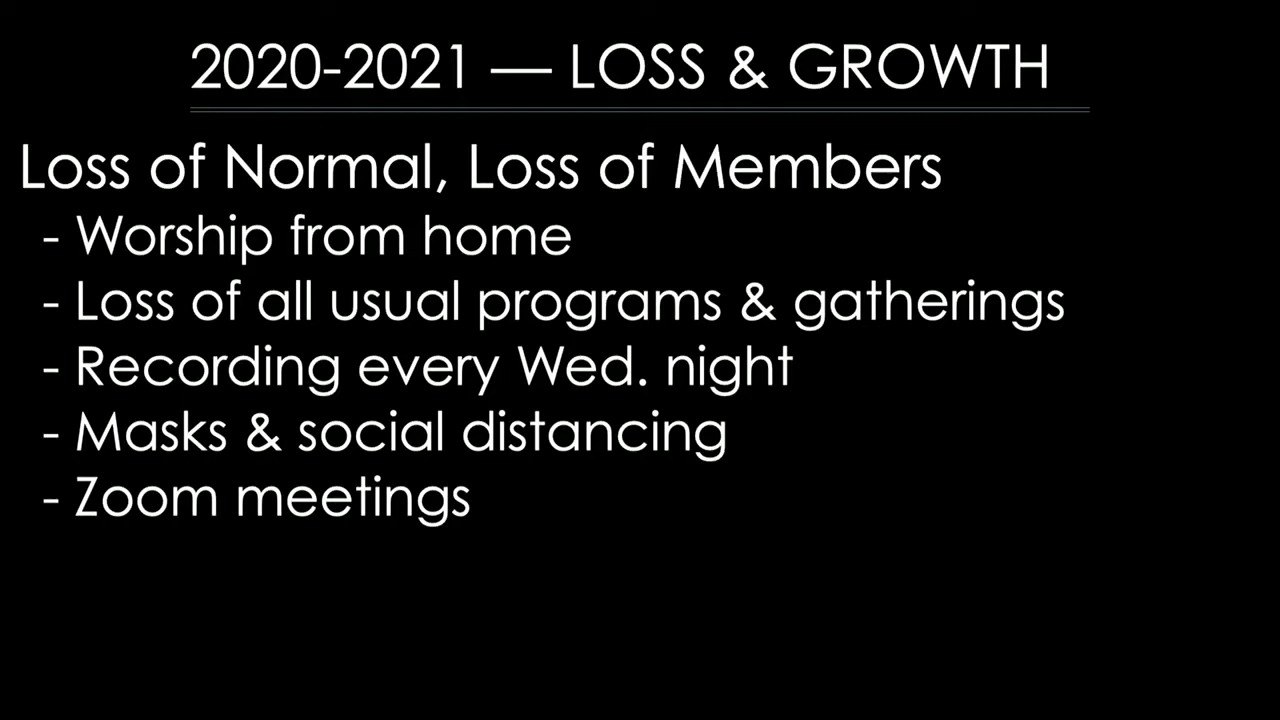 2020-2021 — LOSS & GROWTH
Loss of Normal, Loss of Members
- Worship from home
- Loss of all usual programs & gatherings
- Recording every Wed. night
- Masks & social distancing
- Zoom meetings